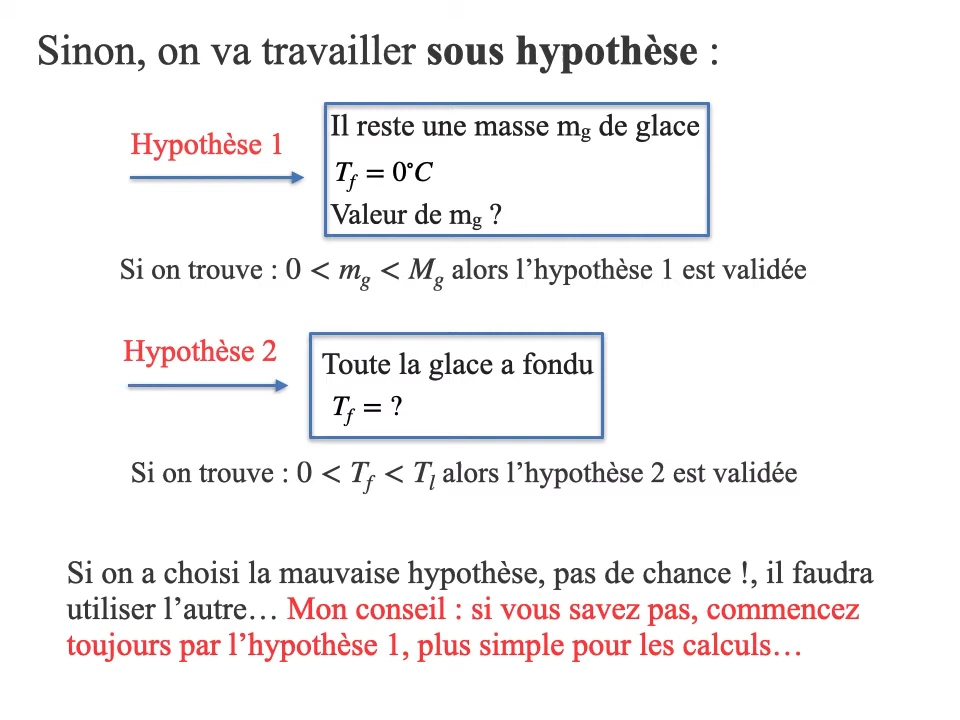 Sinon, on va travailler sous hypothèse :
Hypothèse 1
Il reste une masse mg de glace
Tf = 0°C
Valeur de mg ?
Si on trouve : 0 < mg < Mg alors l’hypothèse 1 est validée
Hypothèse 2
Toute la glace a fondu
Tf = ?
Si on trouve : 0 < Tf < Tl alors l’hypothèse 2 est validée
Si on a choisi la mauvaise hypothèse, pas de chance !, il faudra
utiliser l’autre… Mon conseil : si vous savez pas, commencez
toujours par l’hypothèse 1, plus simple pour les calculs…